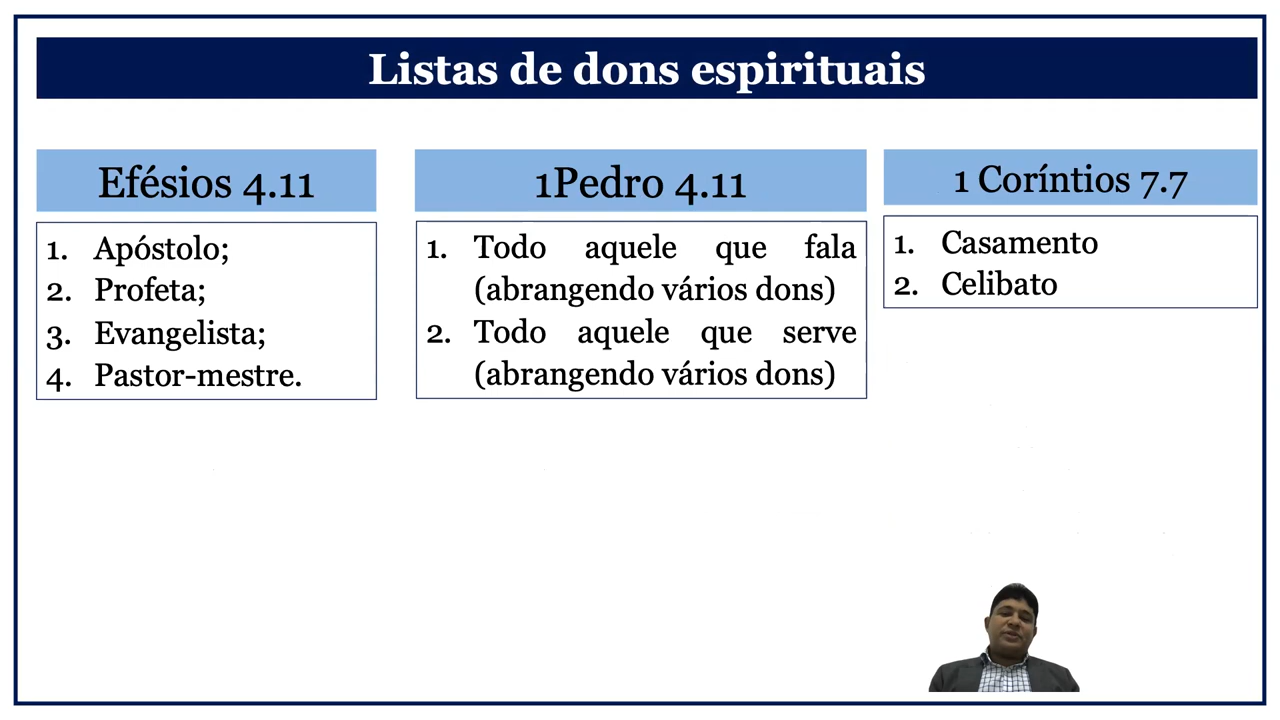 Listas de dons espirituais
Efésios 4.11
1. Apóstolo;
2. Profeta;
3. Evangelista;
4. Pastor-mestre.
1Pedro 4.11
1. Todo aquele que fala
(abrangendo vários dons)
2. Todo aquele que serve
(abrangendo vários dons)
1 Coríntios 7.7
1. Casamento
2. Celibato